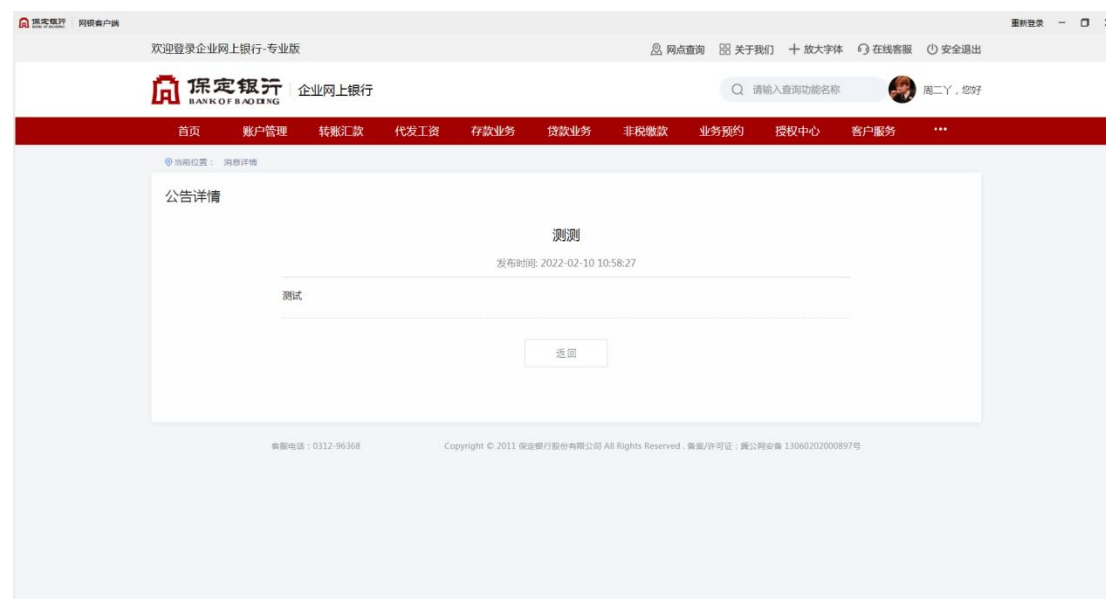 保定银行 网银客户端 重新登录
欢迎登录企业网上银行-专业版 网点查询 关于我们 放大字体 在线客服 安全退出
保定银行 企业网上银行 请输入查询功能名称 周二丫，您好
BANK OF BAODING
首页 账户管理 转账汇款 代发工资 存款业务 贷款业务 非税缴款 业务预约 授权中心 客户服务 •••
当前位置： 消息详情
公告详情
测测
发布时间: 2022-02-10 10:58:27
测试
返回
客服电话：0312-96368 Copyright © 2011 保定银行股份有限公司 All Rights Reserved . 备案/许可证：冀公网安备 13060202000897号